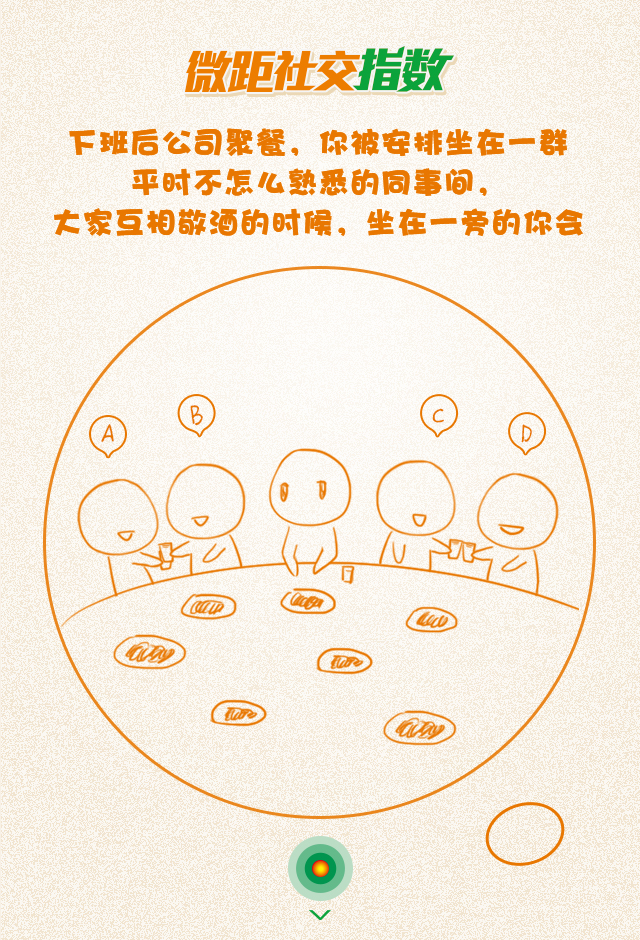 微距社交指数
下班后公司聚餐，你被安排坐在一群
平时不怎么熟悉的同事间，
大家互相敬酒的时候，坐在一旁的你会
A
B
C
D